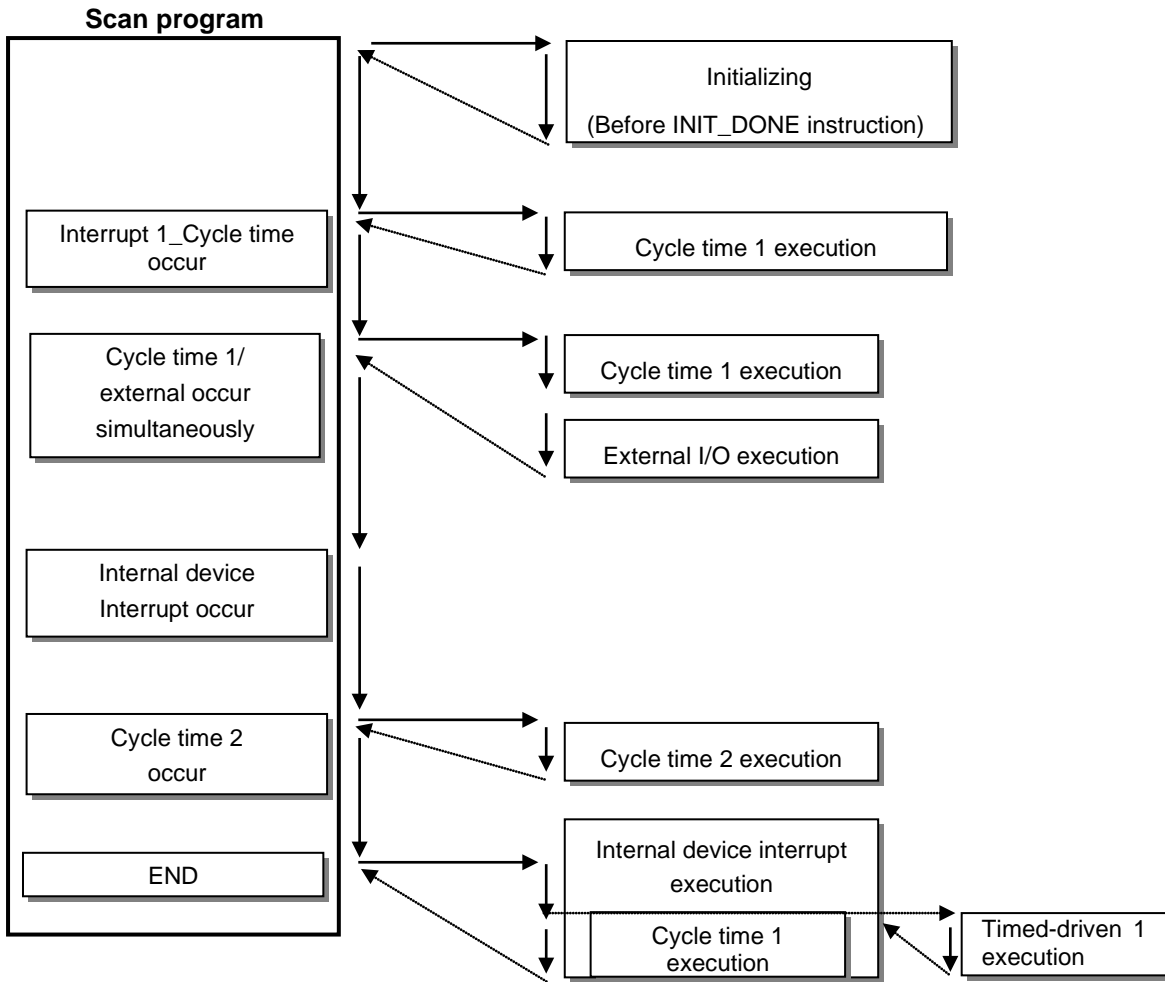 Scan program
Initializing
(Before INIT_DONE instruction)
Interrupt 1_Cycle time
occur
Cycle time 1 execution
Cycle time 1/
external occur
simultaneously
Cycle time 1 execution
External I/O execution
Internal device
Interrupt occur
Cycle time 2
occur
Cycle time 2 execution
END
Internal device interrupt
execution
Cycle time 1
execution
Timed-driven 1
execution